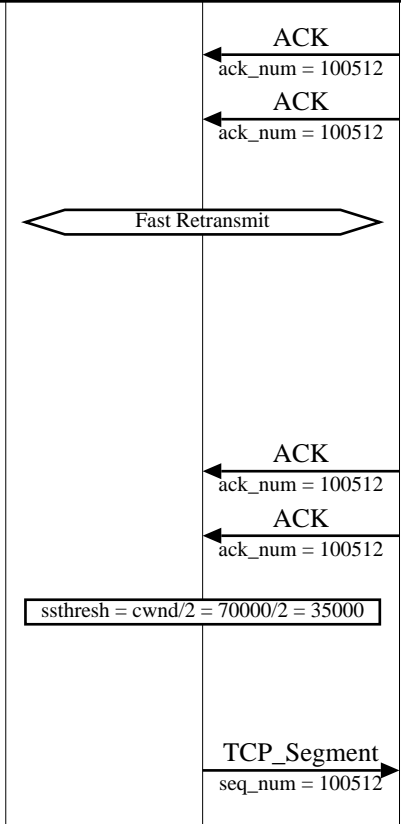 ACK
ack_num = 100512
ACK
ack_num = 100512
Fast Retransmit
ACK
ack_num = 100512
ACK
ack_num = 100512
ssthresh = cwnd/2 = 70000/2 = 35000
TCP_Segment
seq_num = 100512